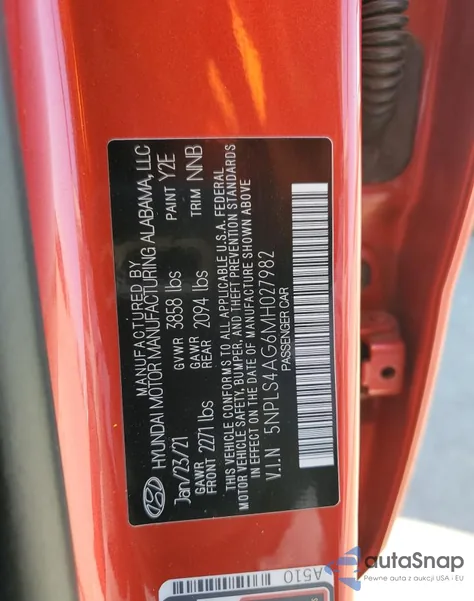 MANUFACTURED BY
HYUNDAI MOTOR MANUFACTURING ALABAMA, LLC
Jan/23/21 GVWR 3858 lbs PAINT Y2E
GAWR FRONT 2271 lbs GAWR REAR 2094 lbs TRIM NNB
THIS VEHICLE CONFORMS TO ALL APPLICABLE U.S.A. FEDERAL
MOTOR VEHICLE SAFETY, BUMPER, AND THEFT PREVENTION STANDARDS
IN EFFECT ON THE DATE OF MANUFACTURE SHOWN ABOVE
V.I.N 5NPLS4AG6MH027982
PASSENGER CAR
A510
autoSnap
Pewne auta z aukcji USA i EU